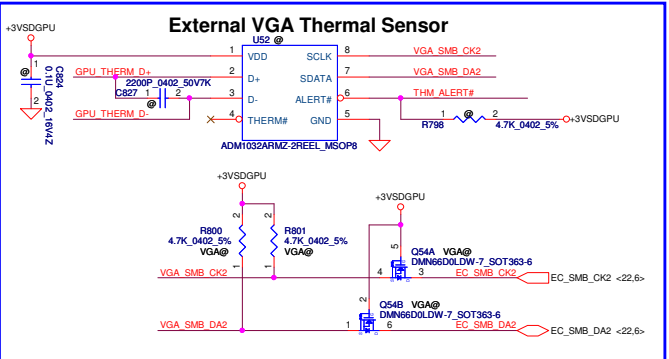 External VGA Thermal Sensor
+3VSDGPU
U52 @
1 VDD SCLK 8 VGA_SMB_CK2
GPU_THERM_D+ 2 D+ SDATA 7 VGA_SMB_DA2
2200P_0402_50V7K
1 2
C827 @
3 D- ALERT# 6 THM_ALERT#
GPU_THERM_D-
4 THERM# GND 5
ADM1032ARMZ-2REEL_MSOP8
@
1
2
C824
0.1U_0402_16V4Z
1 @ 2 +3VSDGPU
R798 4.7K_0402_5%
+3VSDGPU
+3VSDGPU
2 2
R800
4.7K_0402_5%
VGA@
R801
4.7K_0402_5%
VGA@
1 1
5
Q54A VGA@
DMN66D0LDW-7_SOT363-6
VGA_SMB_CK2 4 3 EC_SMB_CK2 EC_SMB_CK2 <22,6>
2
Q54B VGA@
DMN66D0LDW-7_SOT363-6
VGA_SMB_DA2 1 6 EC_SMB_DA2 EC_SMB_DA2 <22,6>